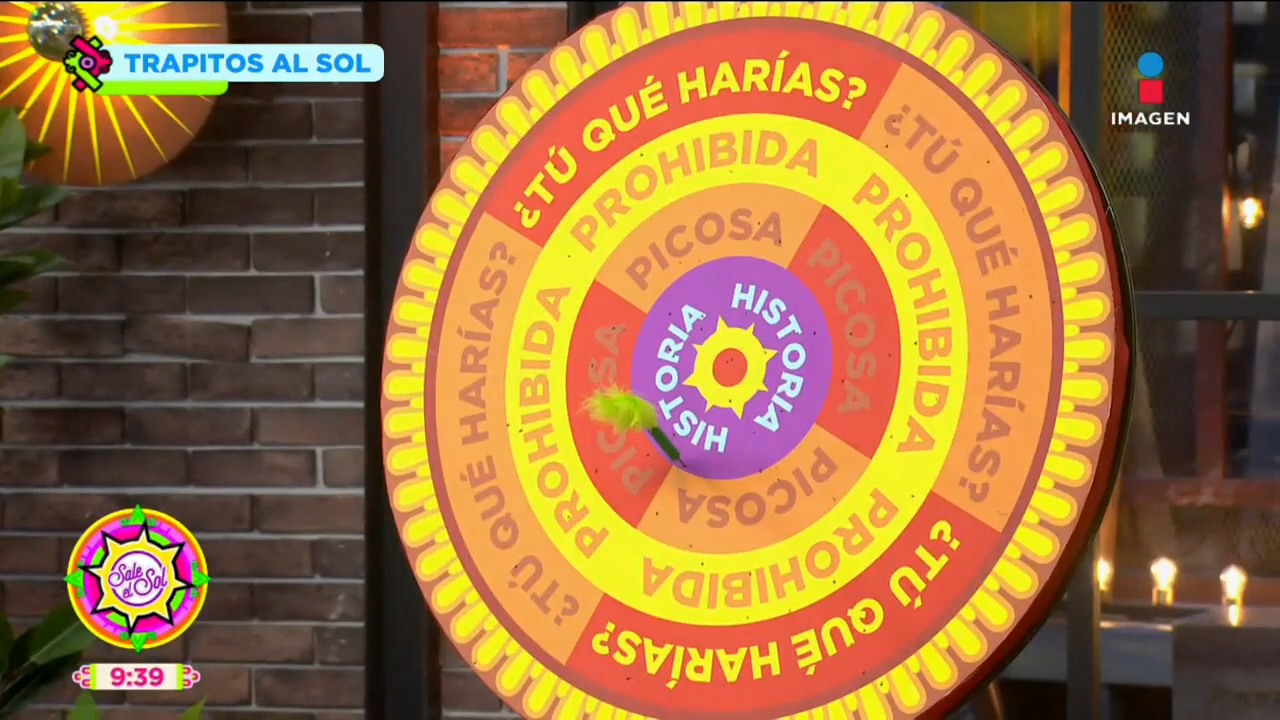 TRAPITOS AL SOL
IMAGEN
¿TÚ QUÉ HARÍAS?
¿TÚ QUÉ HARÍAS?
¿TÚ QUÉ HARÍAS?
¿TÚ QUÉ HARÍAS?
PROHIBIDA
PROHIBIDA
PROHIBIDA
PROHIBIDA
PICOSA
PICOSA
PICOSA
PICOSA
HISTORIA
HISTORIA
Sale
el Sol
9:39